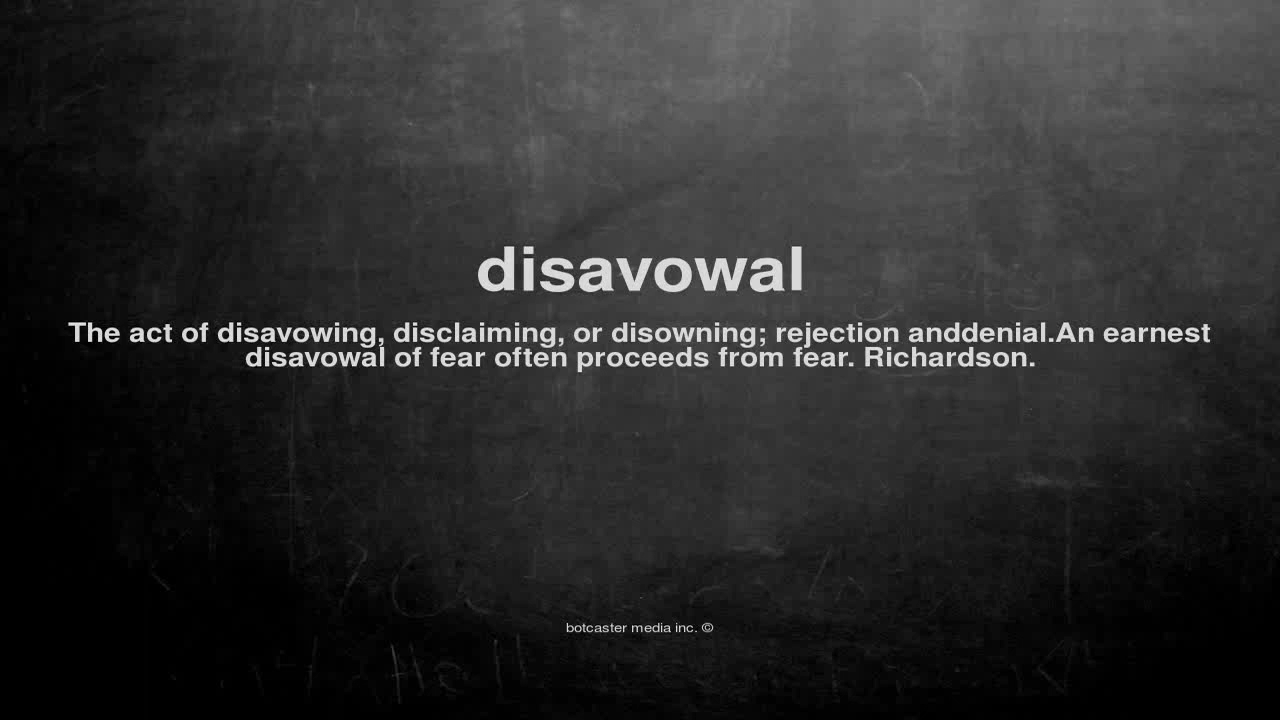 disavowal
The act of disavowing, disclaiming, or disowning; rejection anddenial.An earnest
disavowal of fear often proceeds from fear. Richardson.
botcaster media inc. ©